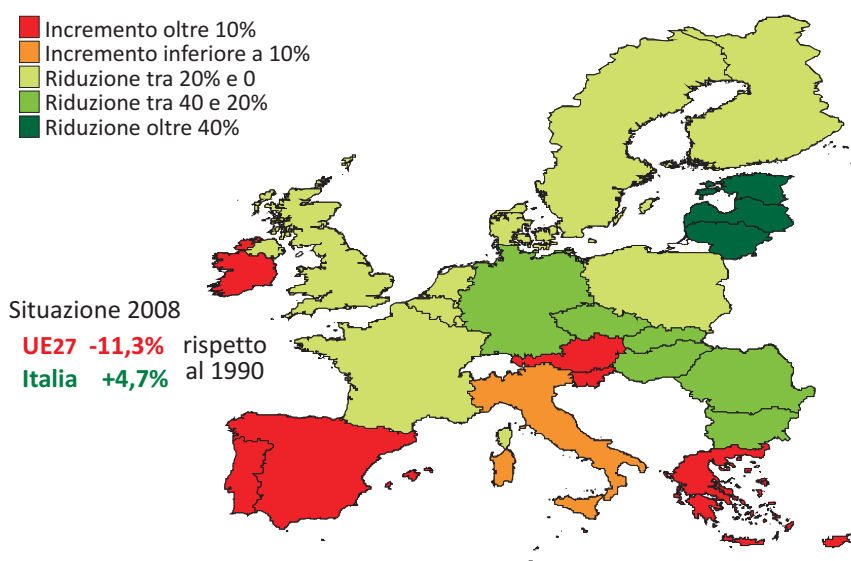 Incremento oltre 10%
Incremento inferiore a 10%
Riduzione tra 20% e 0
Riduzione tra 40 e 20%
Riduzione oltre 40%
Situazione 2008
UE27 -11,3% rispetto
Italia +4,7% al 1990